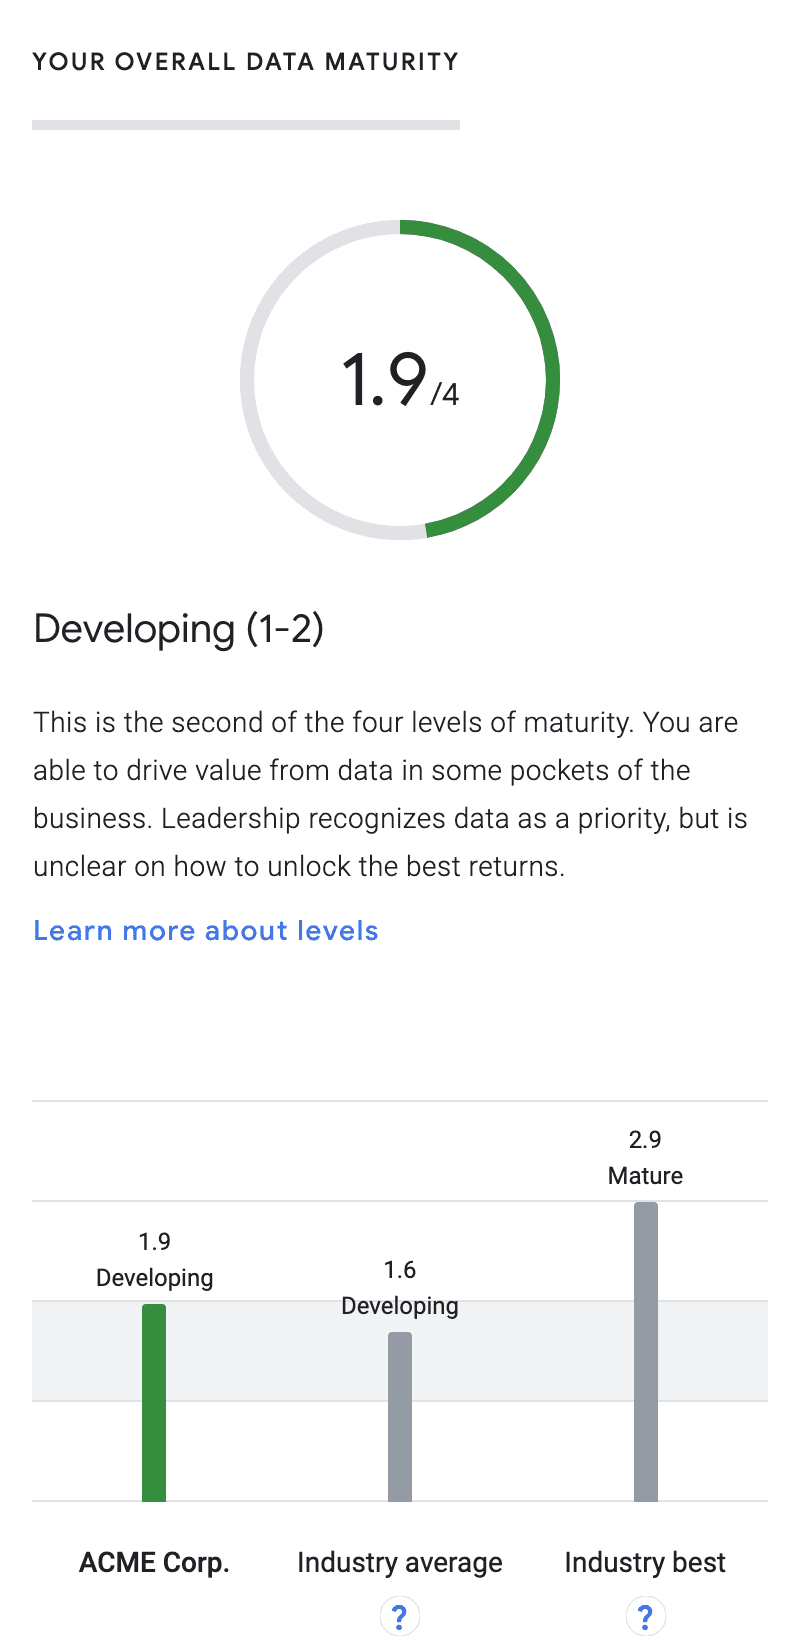 YOUR OVERALL DATA MATURITY
1.9/4
Developing (1-2)
This is the second of the four levels of maturity. You are
able to drive value from data in some pockets of the
business. Leadership recognizes data as a priority, but is
unclear on how to unlock the best returns.
Learn more about levels
2.9
Mature
1.9
Developing
1.6
Developing
ACME Corp.
Industry average
Industry best
?
?